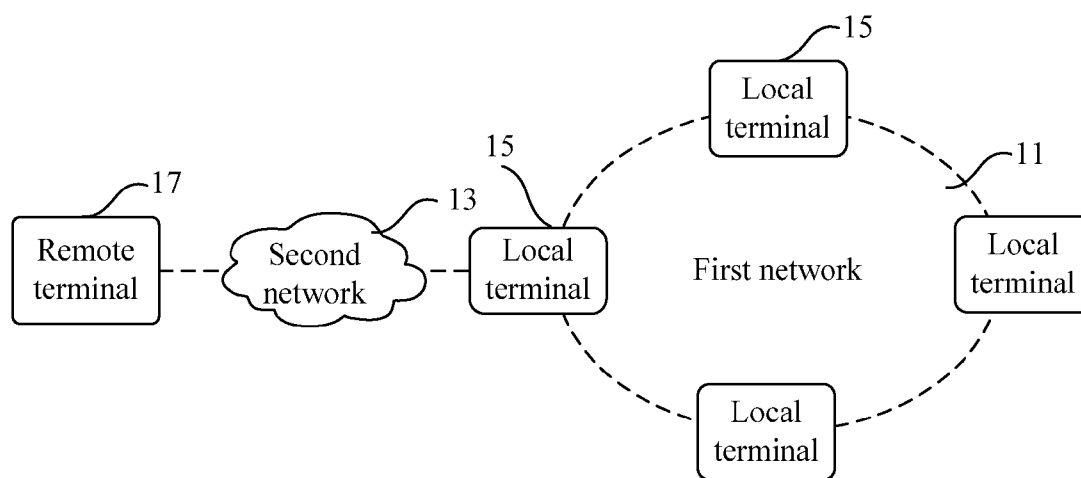 15
Local
terminal
15
11
17
13
Remote
terminal
Second
network
Local
terminal
First network
Local
terminal
Local
terminal